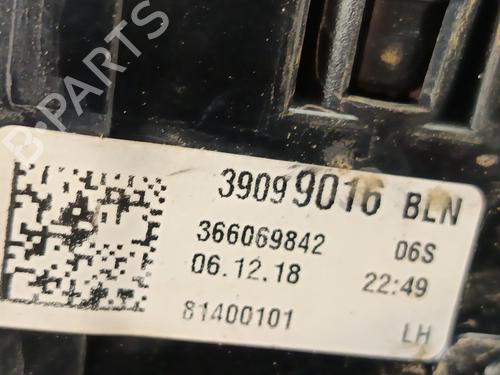 B-PARTS
39099016 BLN
366069842 06S
06.12.18 22:49
81400101 LH